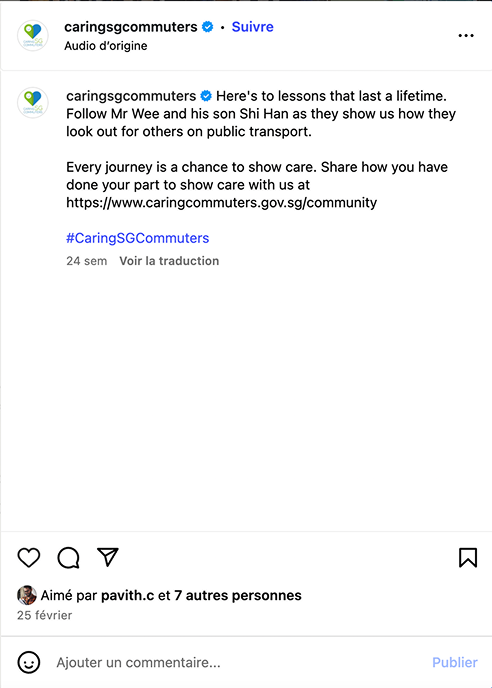 caringsgcommuters • Suivre
Audio d'origine
caringsgcommuters Here's to lessons that last a lifetime.
Follow Mr Wee and his son Shi Han as they show us how they
look out for others on public transport.
Every journey is a chance to show care. Share how you have
done your part to show care with us at
https://www.caringcommuters.gov.sg/community
#CaringSGCommuters
24 sem Voir la traduction
Aimé par pavith.c et 7 autres personnes
25 février
Ajouter un commentaire... Publier